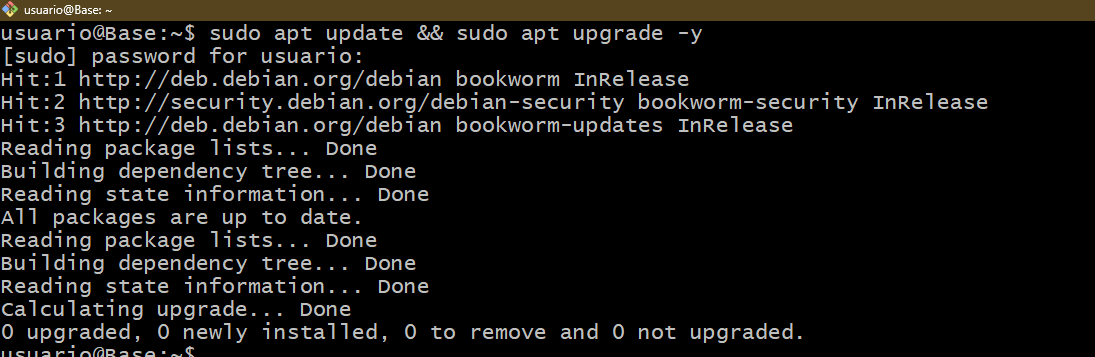 usuario@Base: ~
usuario@Base:~$ sudo apt update && sudo apt upgrade -y
[sudo] password for usuario:
Hit:1 http://deb.debian.org/debian bookworm InRelease
Hit:2 http://security.debian.org/debian-security bookworm-security InRelease
Hit:3 http://deb.debian.org/debian bookworm-updates InRelease
Reading package lists... Done
Building dependency tree... Done
Reading state information... Done
All packages are up to date.
Reading package lists... Done
Building dependency tree... Done
Reading state information... Done
Calculating upgrade... Done
0 upgraded, 0 newly installed, 0 to remove and 0 not upgraded.
usuario@Base:~$